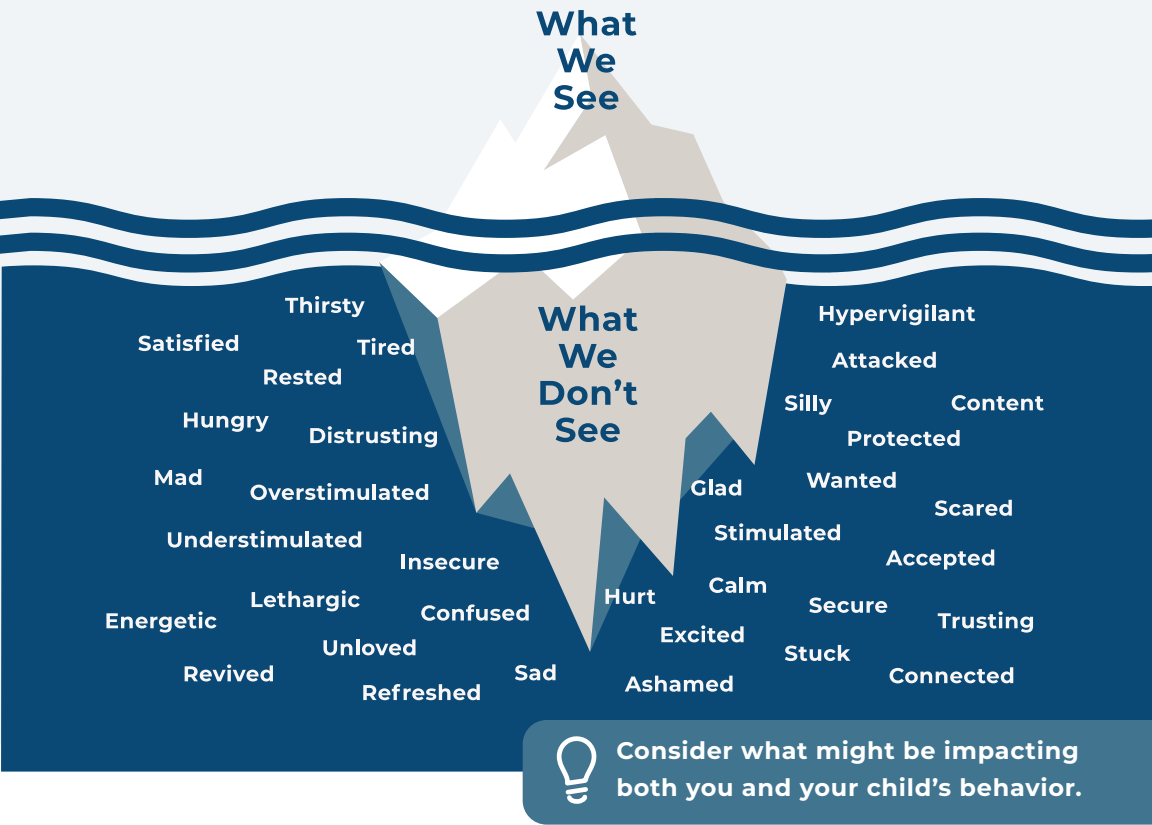 What
We
See
Thirsty
Satisfied
Tired
Rested
Hungry
Distrusting
Mad
Overstimulated
Understimulated
Insecure
Lethargic
Confused
Energetic
Unloved
Revived
Sad
Refreshed
What
We
Don’t
See
Hypervigilant
Attacked
Silly
Content
Protected
Wanted
Glad
Scared
Stimulated
Accepted
Calm
Hurt
Secure
Trusting
Excited
Stuck
Connected
Ashamed
Consider what might be impacting
both you and your child’s behavior.